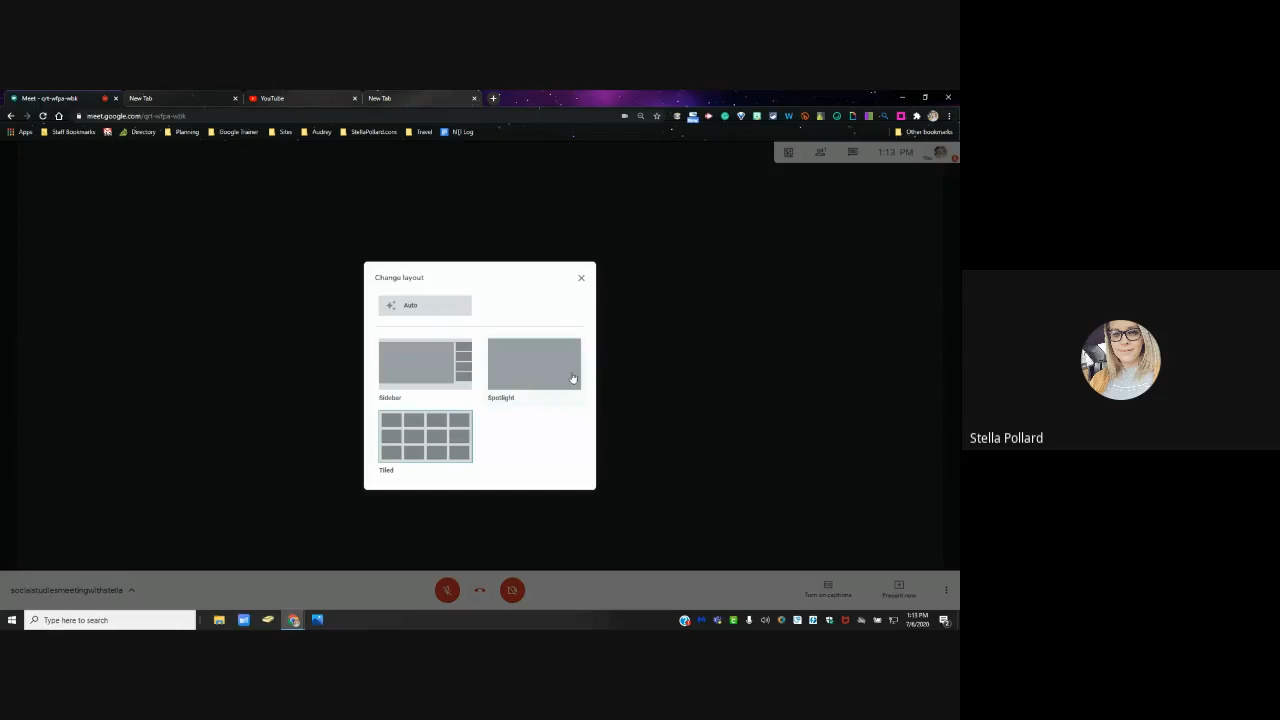 Meet - qrt-wfpa-wbk
New Tab
YouTube
New Tab
meet.google.com/qrt-wfpa-wbk
Apps
Staff Bookmarks
Directory
Planning
Google Trainer
Sites
Audrey
StellaPollard.com
Travel
NTI Log
Other bookmarks
1:13 PM
You
Change layout
Auto
Sidebar
Spotlight
Tiled
Stella Pollard
socialstudiesmeetingwithstella
Turn on captions
Present now
Type here to search
1:13 PM
7/6/2020